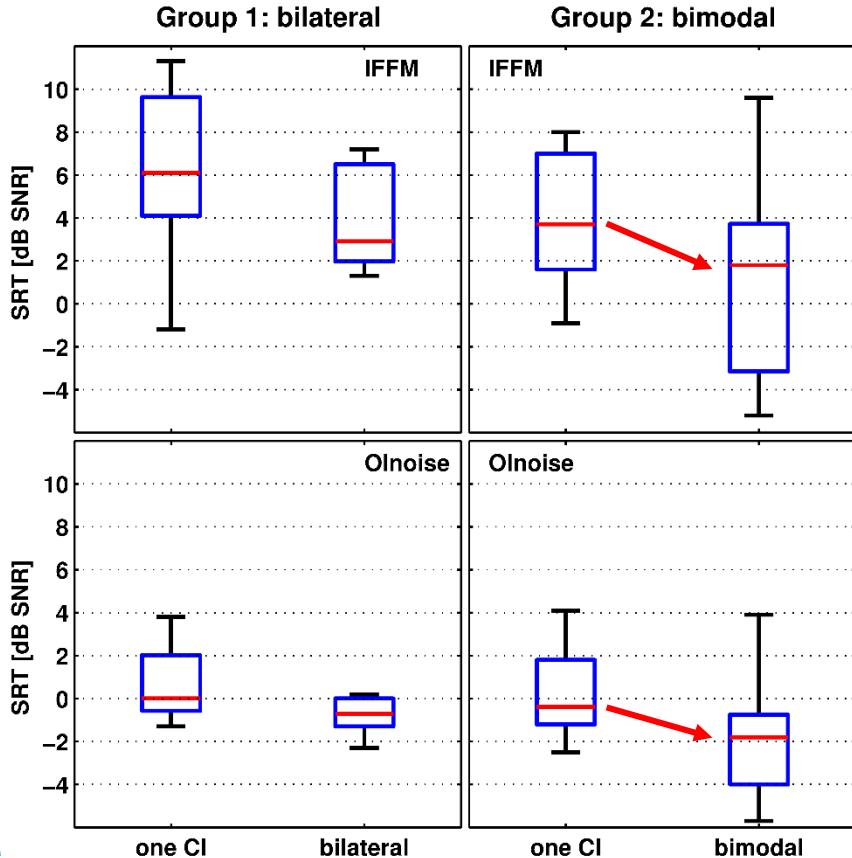 Group 1: bilateral
Group 2: bimodal
IFFM
IFFM
SRT [dB SNR]
10
8
6
4
2
0
−2
−4
Olnoise
Olnoise
SRT [dB SNR]
10
8
6
4
2
0
−2
−4
one CI
bilateral
one CI
bimodal